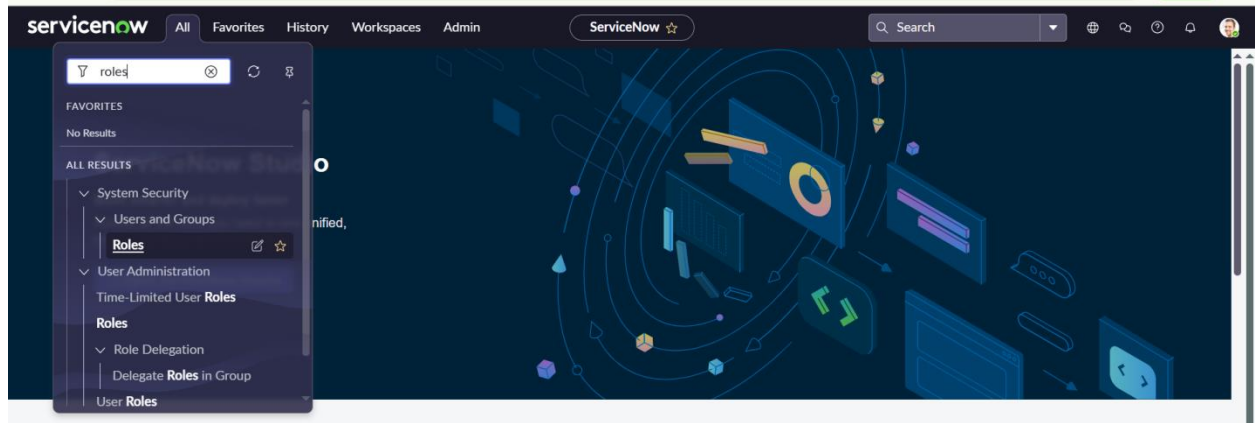 servicenow All Favorites History Workspaces Admin ServiceNow Search
roles
FAVORITES
No Results
ALL RESULTS
System Security
Users and Groups
Roles
User Administration
Time-Limited User Roles
Roles
Role Delegation
Delegate Roles in Group
User Roles
o
nified,